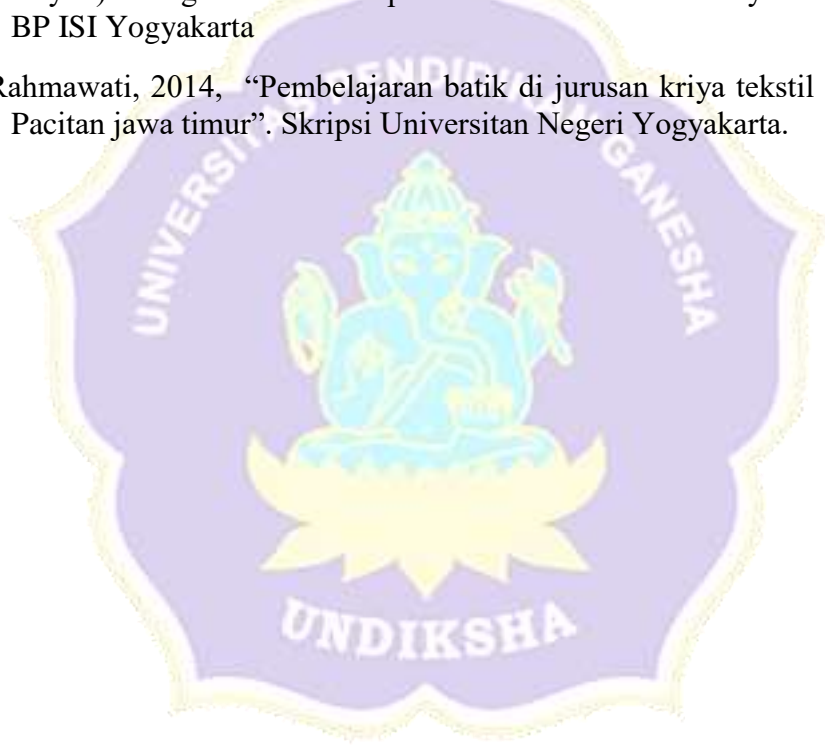 BP ISI Yogyakarta
Rahmawati, 2014, “Pembelajaran batik di jurusan kriya tekstil
Pacitan jawa timur”. Skripsi Universitan Negeri Yogyakarta.
UNIVERSITAS PENDIDIKAN GANESHA
UNDIKSHA